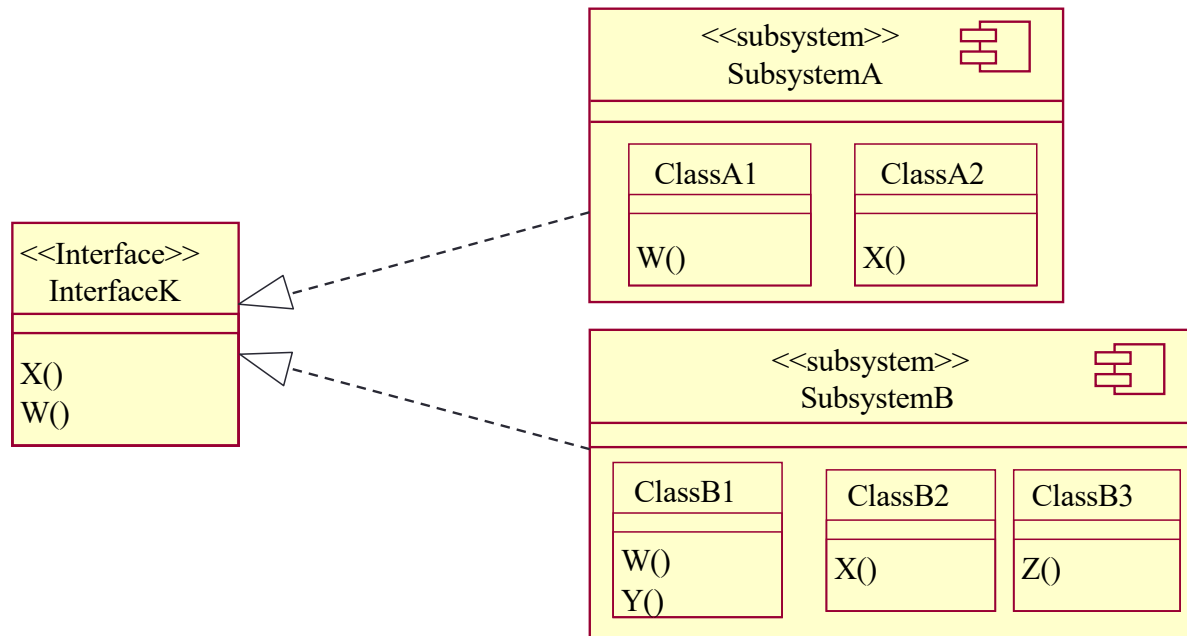 <<Interface>>
InterfaceK
X()
W()
<<subsystem>>
SubsystemA
ClassA1
W()
ClassA2
X()
<<subsystem>>
SubsystemB
ClassB1
W()
Y()
ClassB2
X()
ClassB3
Z()